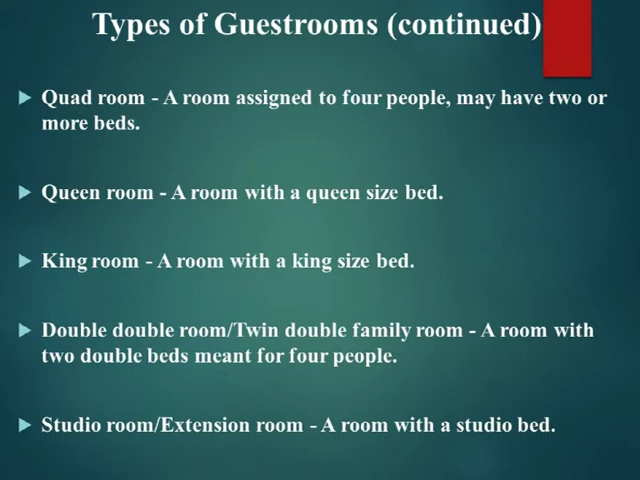 Types of Guestrooms (continued)
Quad room - A room assigned to four people, may have two or
more beds.
Queen room - A room with a queen size bed.
King room - A room with a king size bed.
Double double room/Twin double family room - A room with
two double beds meant for four people.
Studio room/Extension room - A room with a studio bed.